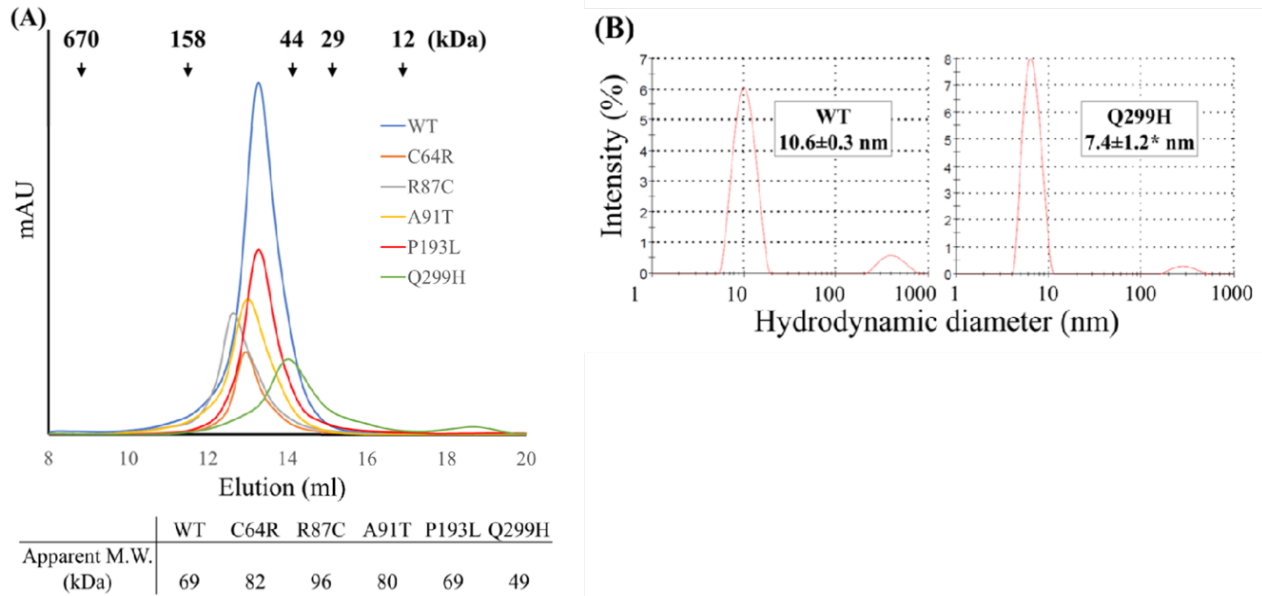 (A)
670 158 44 29 12 (kDa)
mAU
WT
C64R
R87C
A91T
P193L
Q299H
8 10 12 14 16 18 20
Elution (ml)
WT C64R R87C A91T P193L Q299H
Apparent M.W.
(kDa) 69 82 96 80 69 49
(B)
Intensity (%)
7
6
5
4
3
2
1
0
WT
10.6±0.3 nm
1 10 100 1000
8
7
6
5
4
3
2
1
0
Q299H
7.4±1.2* nm
1 10 100 1000
Hydrodynamic diameter (nm)